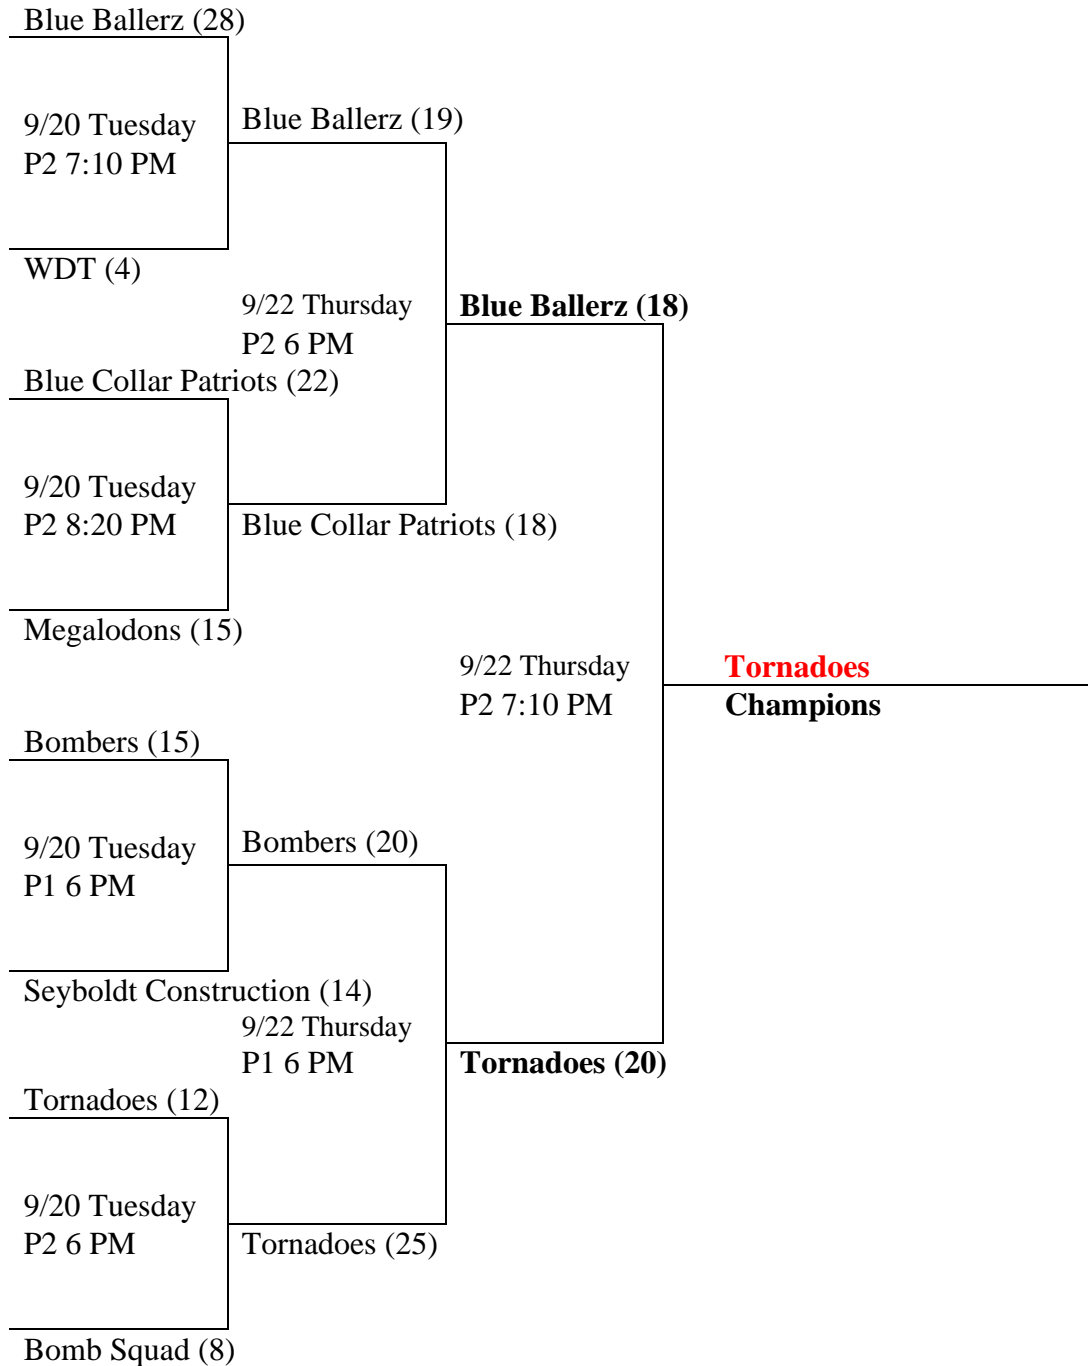 Blue Ballerz (28)
9/20 Tuesday
P2 7:10 PM
Blue Ballerz (19)
WDT (4)
9/22 Thursday
P2 6 PM
Blue Ballerz (18)
Blue Collar Patriots (22)
9/20 Tuesday
P2 8:20 PM
Blue Collar Patriots (18)
Megalodons (15)
9/22 Thursday
P2 7:10 PM
Tornadoes
Champions
Bombers (15)
9/20 Tuesday
P1 6 PM
Bombers (20)
Seyboldt Construction (14)
9/22 Thursday
P1 6 PM
Tornadoes (20)
Tornadoes (12)
9/20 Tuesday
P2 6 PM
Tornadoes (25)
Bomb Squad (8)